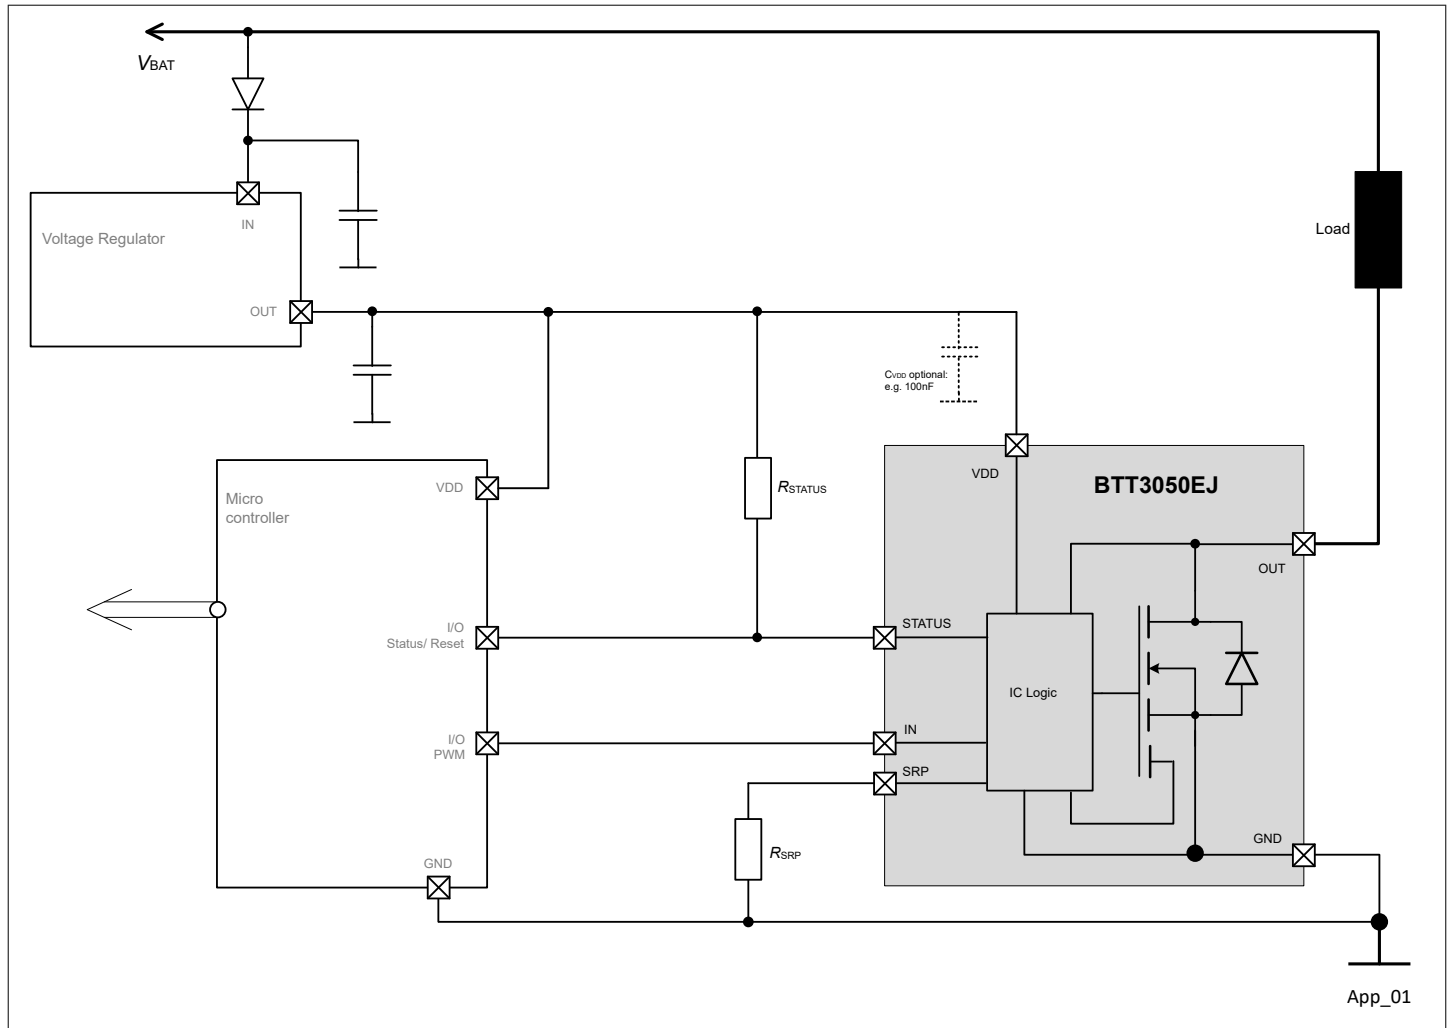 VBAT
IN
Voltage Regulator
OUT
Load
CVDD optional:
e.g. 100nF
VDD
BTT3050EJ
VDD
RSTATUS
Micro
controller
OUT
I/O
Status/ Reset
STATUS
IC Logic
I/O
PWM
IN
SRP
RSRP
GND
GND
App_01